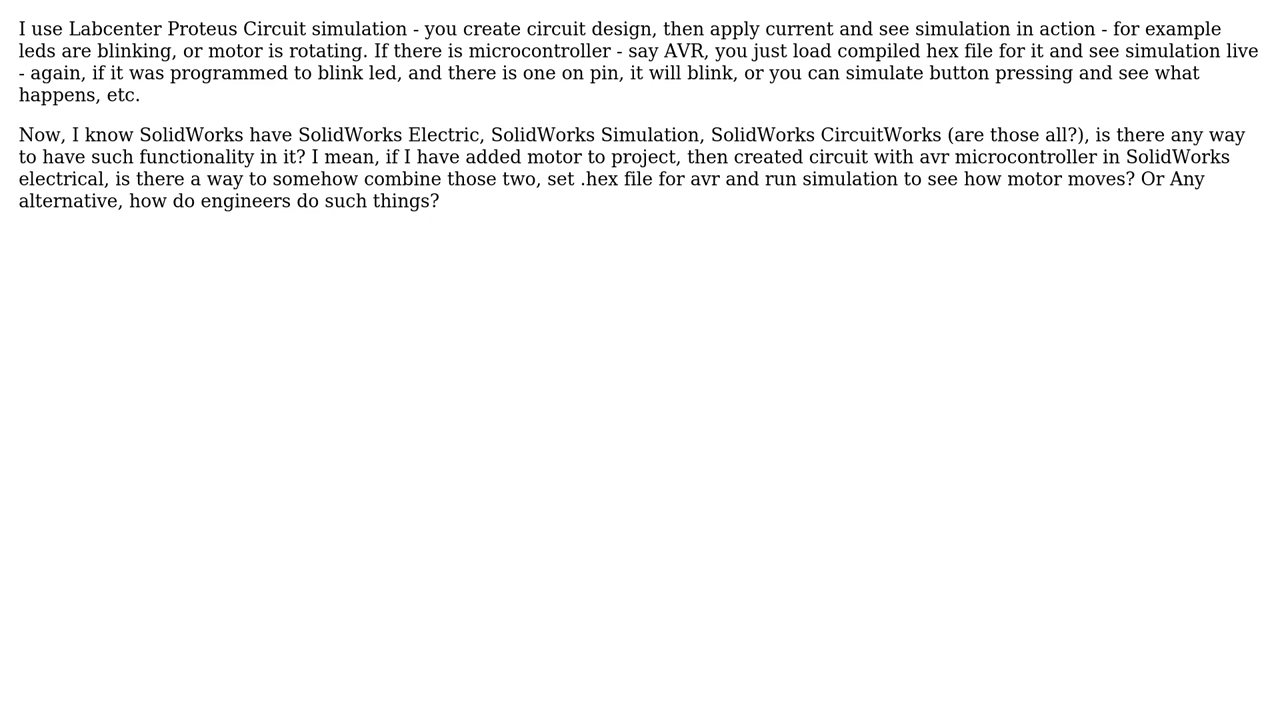 I use Labcenter Proteus Circuit simulation - you create circuit design, then apply current and see simulation in action - for example
leds are blinking, or motor is rotating. If there is microcontroller - say AVR, you just load compiled hex file for it and see simulation live
- again, if it was programmed to blink led, and there is one on pin, it will blink, or you can simulate button pressing and see what
happens, etc.
Now, I know SolidWorks have SolidWorks Electric, SolidWorks Simulation, SolidWorks CircuitWorks (are those all?), is there any way
to have such functionality in it? I mean, if I have added motor to project, then created circuit with avr microcontroller in SolidWorks
electrical, is there a way to somehow combine those two, set .hex file for avr and run simulation to see how motor moves? Or Any
alternative, how do engineers do such things?